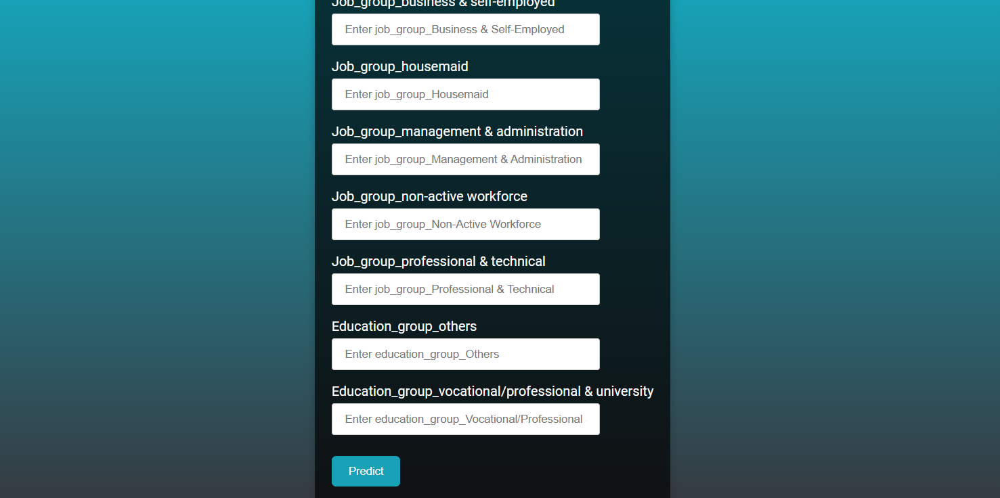 Job_group_business & self-employed
Enter job_group_Business & Self-Employed
Job_group_housemaid
Enter job_group_Housemaid
Job_group_management & administration
Enter job_group_Management & Administration
Job_group_non-active workforce
Enter job_group_Non-Active Workforce
Job_group_professional & technical
Enter job_group_Professional & Technical
Education_group_others
Enter education_group_Others
Education_group_vocational/professional & university
Enter education_group_Vocational/Professional
Predict